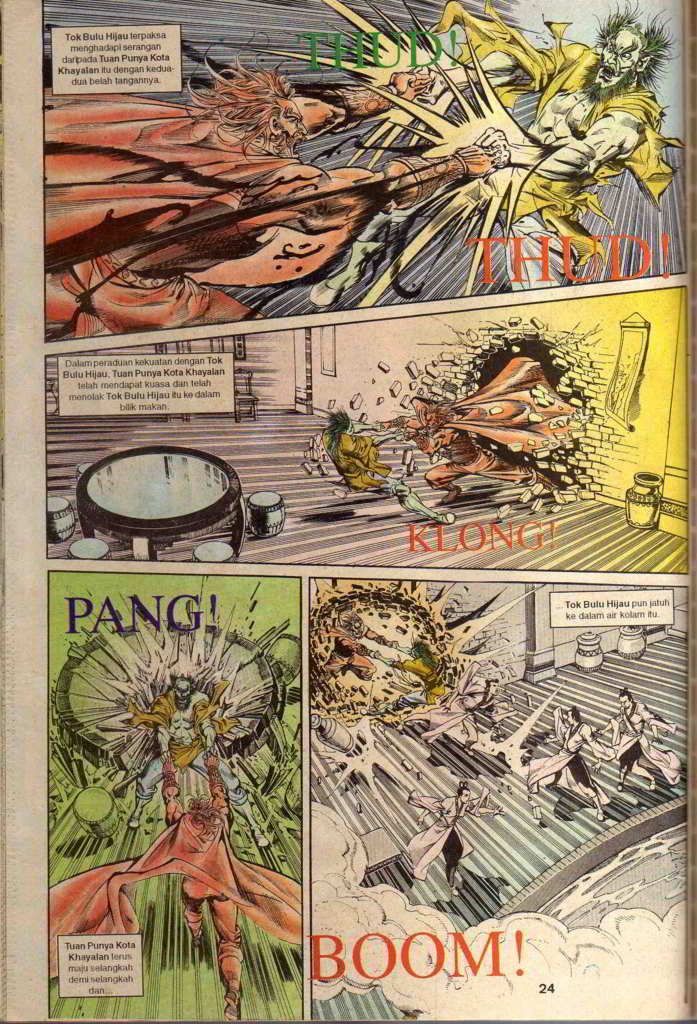 Tok Bulu Hijau terpaksa
menghadapi serangan
daripada Tuan Punya Kota
Khayalan itu dengan kedua-
dua belah tangannya.
THUD!
THUD!
Dalam peraduan kekuatan dengan Tok
Bulu Hijau, Tuan Punya Kota Khayalan
telah mendapat kuasa dan telah
menolak Tok Bulu Hijau itu ke dalam
bilik makan.
KLONG!
PANG!
Tuan Punya Kota
Khayalan terus
maju selangkah
demi selangkah
dan...
... Tok Bulu Hijau pun jatuh
ke dalam air kolam itu.
BOOM!
24